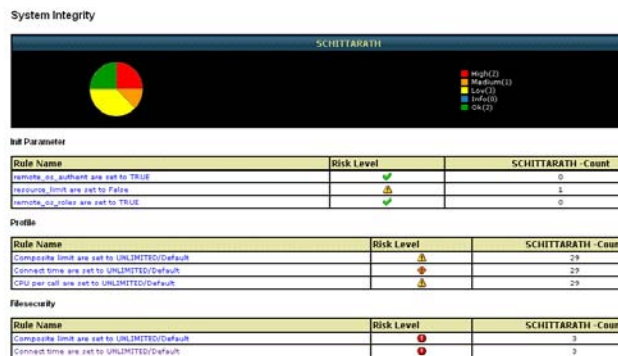 System Integrity
SCHITTARATH
High(2)
Medium(1)
Low(3)
Info(0)
Ok(2)
Init Parameter
Rule Name Risk Level SCHITTARATH -Count
remote_os_authent are set to TRUE 0
resource_limit are set to False 1
remote_os_roles are set to TRUE 0
Profile
Rule Name Risk Level SCHITTARATH -Coun
Composite limit are set to UNLIMITED/Default 29
Connect time are set to UNLIMITED/Default 29
CPU per call are set to UNLIMITED/Default 29
Filesecurity
Rule Name Risk Level SCHITTARATH -Coun
Composite limit are set to UNLIMITED/Default 3
Connect time are set to UNLIMITED/Default 3